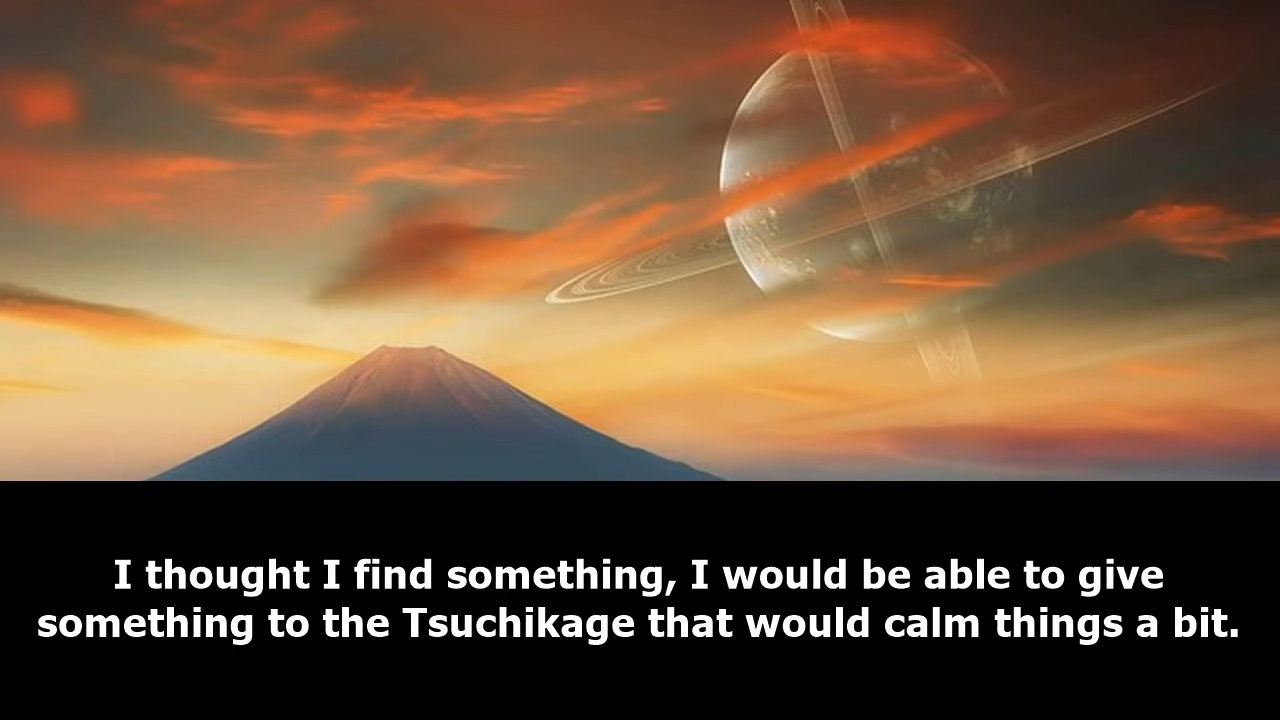 I thought I find something, I would be able to give
something to the Tsuchikage that would calm things a bit.